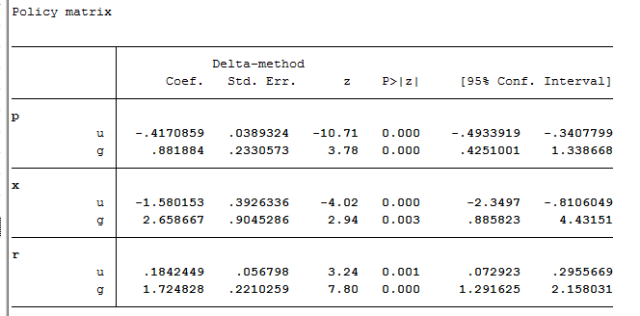 Policy matrix
Delta-method
Coef. Std. Err. z P>|z| [95% Conf. Interval]
p
u -.4170859 .0389324 -10.71 0.000 -.4933919 -.3407799
g .881884 .2330573 3.78 0.000 .4251001 1.338668
x
u -1.580153 .3926336 -4.02 0.000 -2.3497 -.8106049
g 2.658667 .9045286 2.94 0.003 .885823 4.43151
r
u .1842449 .056798 3.24 0.001 .072923 .2955669
g 1.724828 .2210259 7.80 0.000 1.291625 2.158031